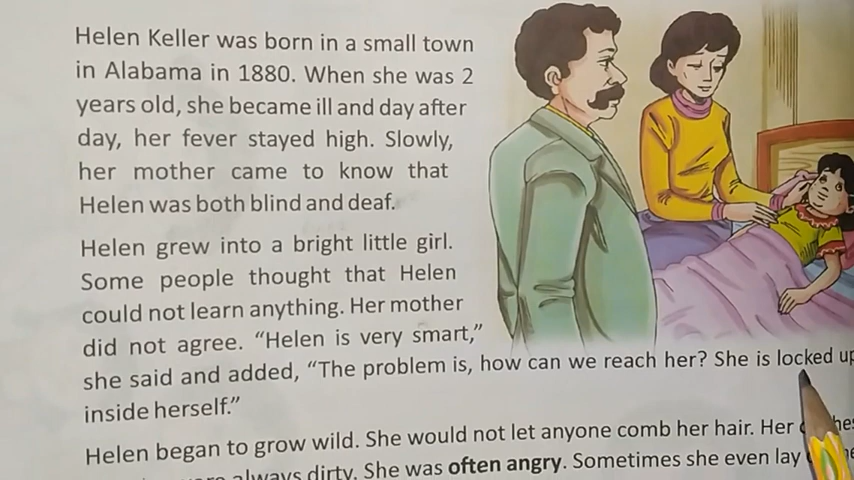 Helen Keller was born in a small town
in Alabama in 1880. When she was 2
years old, she became ill and day after
day, her fever stayed high. Slowly,
her mother came to know that
Helen was both blind and deaf.
Helen grew into a bright little girl.
Some people thought that Helen
could not learn anything. Her mother
did not agree. “Helen is very smart,”
she said and added, “The problem is, how can we reach her? She is locked up
inside herself.”
Helen began to grow wild. She would not let anyone comb her hair. Her
always dirty. She was often angry. Sometimes she even lay